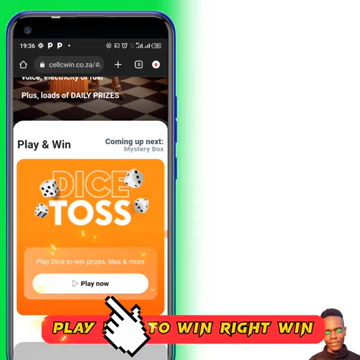 19:36
cellcwin.co.za/#
voice, electricity or fuel
Plus, loads of DAILY PRIZES
Play & Win
Coming up next:
Mystery Box
DICE
TOSS
Play Dice to win prizes, tiles & more
Play now
PLAY TO WIN RIGHT WIN